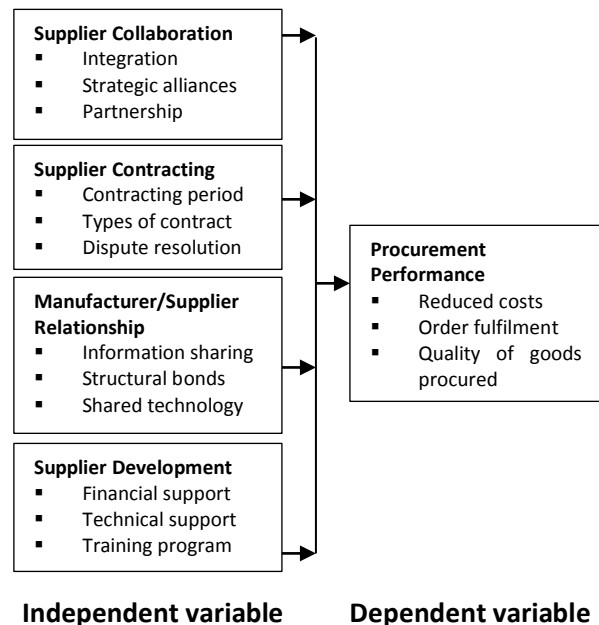 Supplier Collaboration
▪ Integration
▪ Strategic alliances
▪ Partnership
Supplier Contracting
▪ Contracting period
▪ Types of contract
▪ Dispute resolution
Manufacturer/Supplier
Relationship
▪ Information sharing
▪ Structural bonds
▪ Shared technology
Supplier Development
▪ Financial support
▪ Technical support
▪ Training program
Procurement
Performance
▪ Reduced costs
▪ Order fulfilment
▪ Quality of goods
procured
Independent variable
Dependent variable